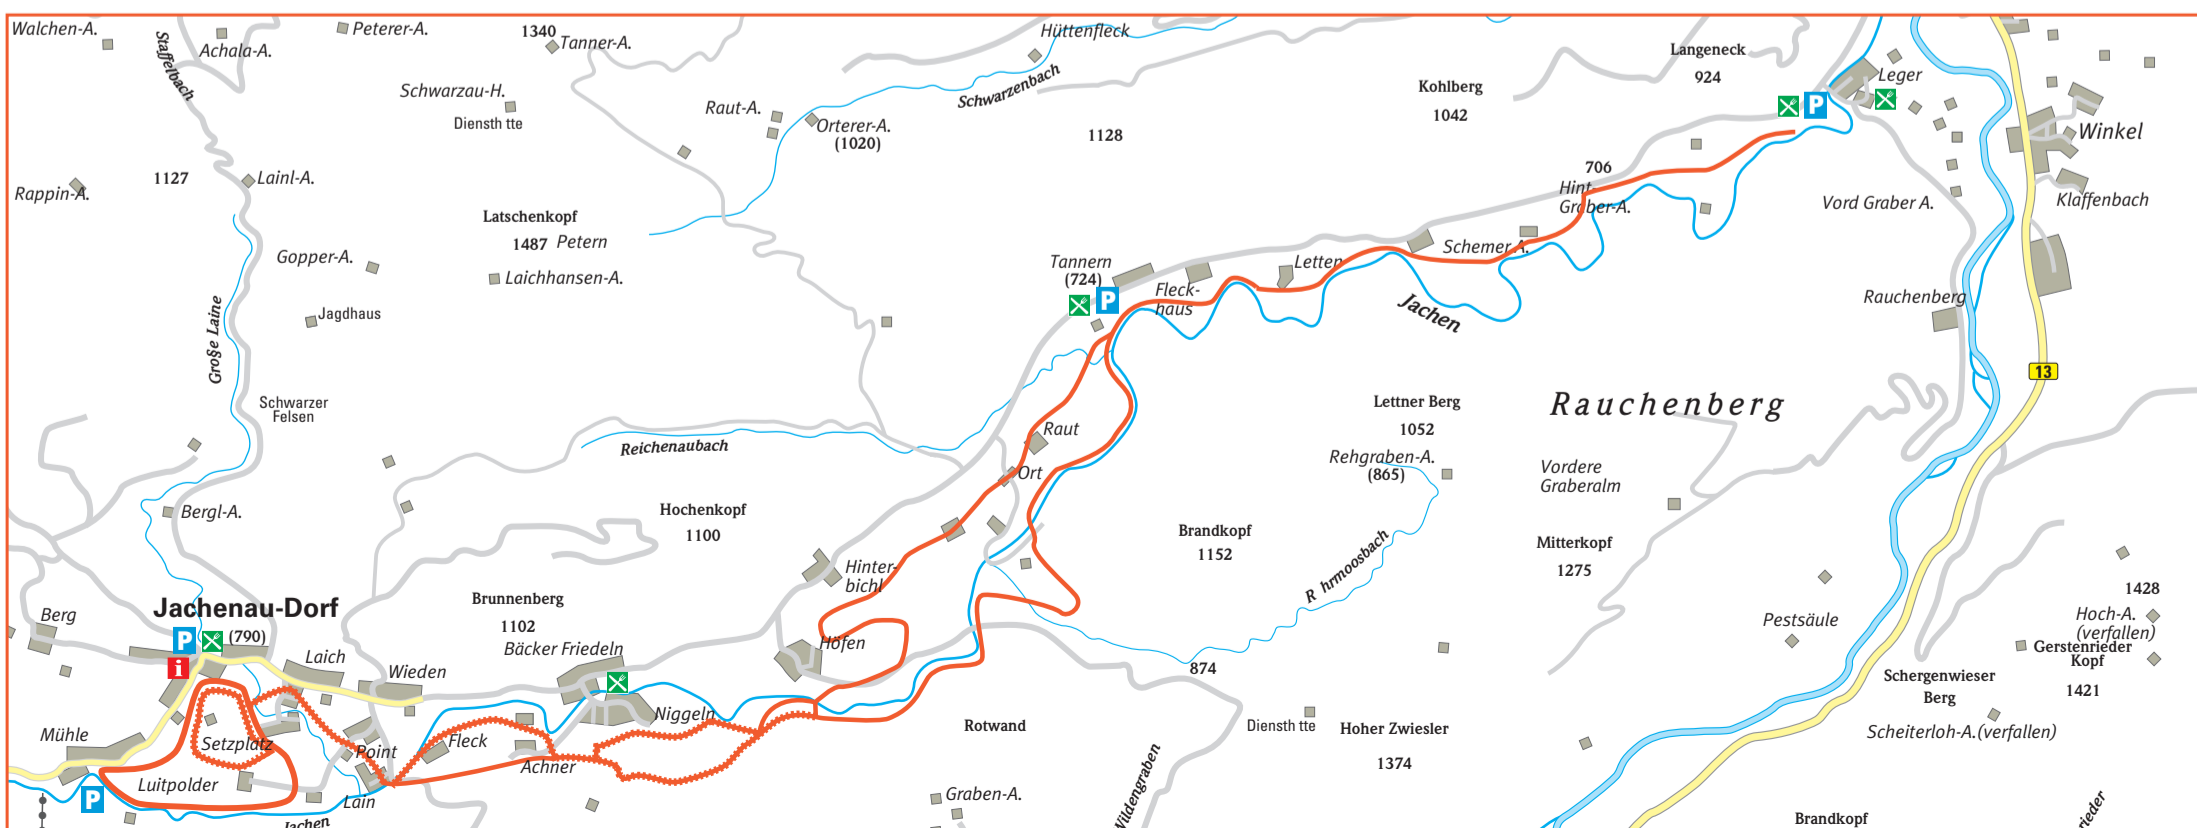 Walchen-A.
Staffelbach
Achala-A.
Peterer-A.
1340
Tanner-A.
Hüttenfleck
Schwarzenbach
Langeneck
924
Leger
P
Kohlberg
1042
Schwarzau-H.
Diensth tte
Raut-A.
Orterer-A.
(1020)
1128
Winkel
Klaffenbach
Rappin-A.
1127
Lainl-A.
706
Hint-
Graber-A.
Vord Graber A.
Latschenkopf
1487 Petern
Laichhansen-A.
Gopper-A.
Jagdhaus
Große Laine
Tannern
(724)
P
Fleck-
haus
Letten
Schemer A.
Jachen
Rauchenberg
13
Schwarzer
Felsen
Reichenaubach
Raut
Ort
Lettner Berg
1052
Rehgraben-A.
(865)
Rauchenberg
Vordere
Graberalm
Bergl-A.
Hochenkopf
1100
Brandkopf
1152
R hrmoosbach
Mitterkopf
1275
Hinter-
bichl
Jachenau-Dorf
P
(790)
i
Berg
Brunnenberg
1102
Bäcker Friedeln
Höfen
Pestsäule
1428
Hoch-A.
(verfallen)
Gerstenrieder
Kopf
1421
Laich
Wieden
874
Schergenwieser
Berg
Scheiterloh-A.(verfallen)
Mühle
Setzplatz
Point
Fleck
Niggeln
Achner
Rotwand
Diensth tte
Hoher Zwiesler
1374
Luitpolder
P
Lain
Jachen
Graben-A.
Wildengraben
Brandkopf
rieder